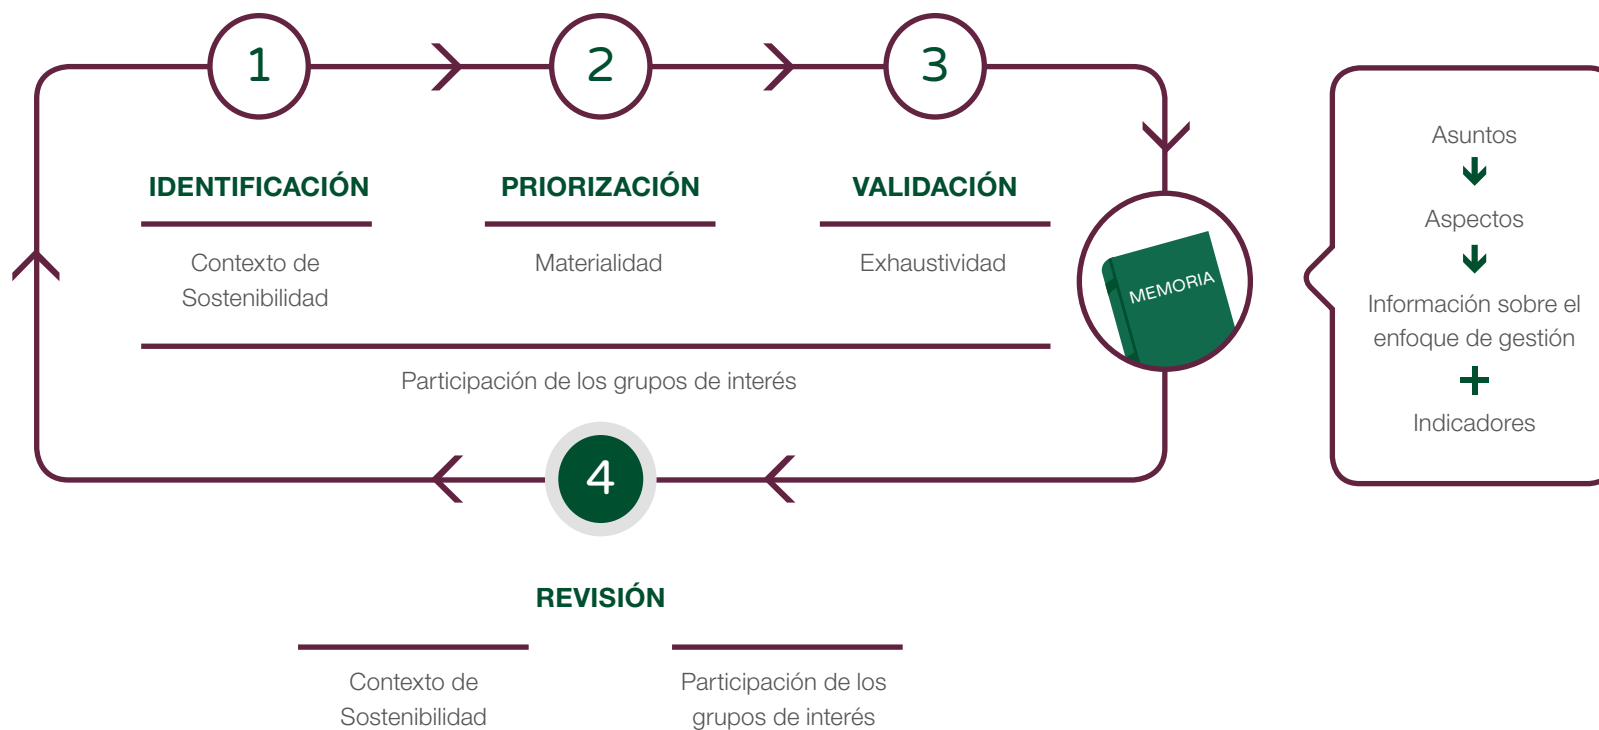 1
2
3
IDENTIFICACIÓN
Contexto de
Sostenibilidad
PRIORIZACIÓN
Materialidad
VALIDACIÓN
Exhaustividad
Participación de los grupos de interés
MEMORIA
4
REVISIÓN
Contexto de
Sostenibilidad
Participación de los
grupos de interés
Asuntos
Aspectos
Información sobre el
enfoque de gestión
+
Indicadores